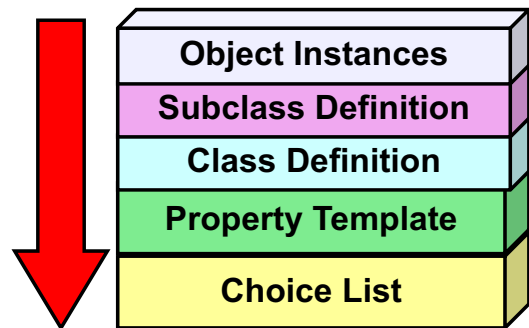 Object Instances
Subclass Definition
Class Definition
Property Template
Choice List